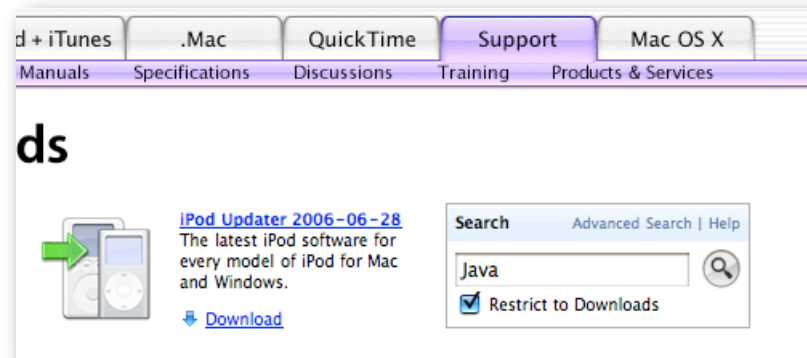 d + iTunes .Mac QuickTime Support Mac OS X
Manuals Specifications Discussions Training Products & Services
ds
iPod Updater 2006-06-28
The latest iPod software for
every model of iPod for Mac
and Windows.
Download
Search Advanced Search | Help
Java
Restrict to Downloads